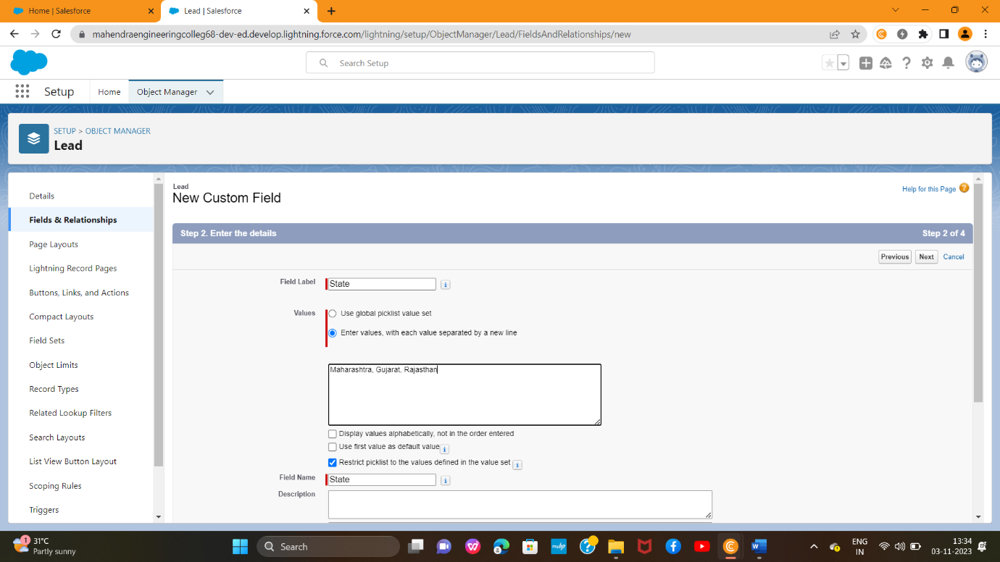 Home | Salesforce
Lead | Salesforce
mahendraengineeringcolleg68-dev-ed.develop.lightning.force.com/lightning/setup/ObjectManager/Lead/FieldsAndRelationships/new
Search Setup
Setup
Home
Object Manager
SETUP > OBJECT MANAGER
Lead
Details
Fields & Relationships
Page Layouts
Lightning Record Pages
Buttons, Links, and Actions
Compact Layouts
Field Sets
Object Limits
Record Types
Related Lookup Filters
Search Layouts
List View Button Layout
Scoping Rules
Triggers
Lead
New Custom Field
Help for this Page
Step 2. Enter the details
Step 2 of 4
Previous
Next
Cancel
Field Label
State
Values
Use global picklist value set
Enter values, with each value separated by a new line
Maharashtra, Gujarat, Rajasthan
Display values alphabetically, not in the order entered
Use first value as default value
Restrict picklist to the values defined in the value set
Field Name
State
Description
1
31°C
Partly sunny
Search
myhp
ENG
IN
13:34
03-11-2023